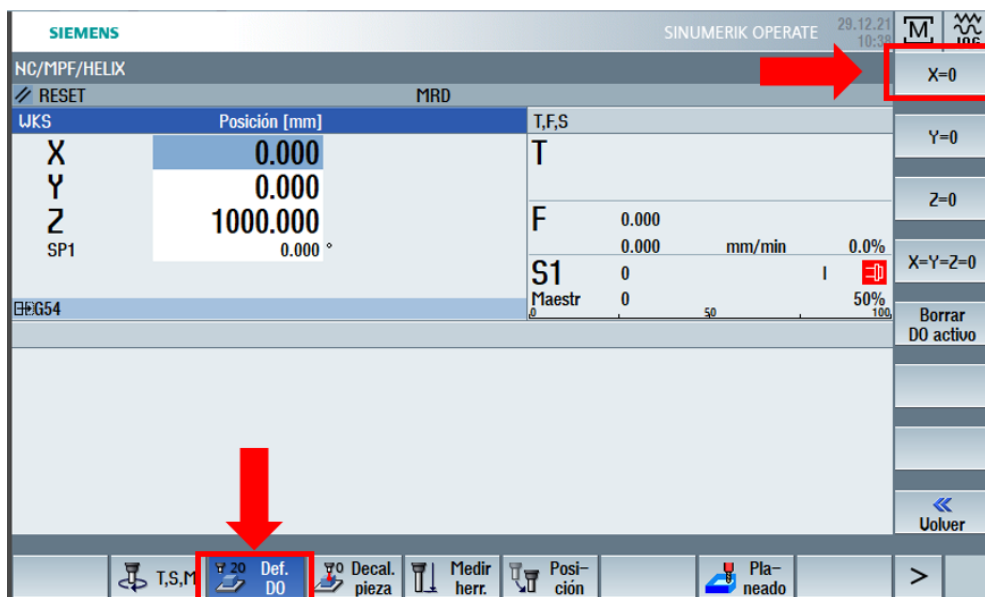 SIEMENS
SINUMERIK OPERATE
29.12.21
10:38
M
JOG
NC/MPF/HELIX
RESET
MRD
WKS Posición [mm]
T,F,S
X 0.000
Y 0.000
Z 1000.000
SP1 0.000 °
T
F 0.000
0.000 mm/min 0.0%
S1 0 I
Maestr 0 50%
0 50 100
G54
X=0
Y=0
Z=0
X=Y=Z=0
Borrar
DO activo
Volver
T,S,M
20 Def.
DO
Decal.
pieza
Medir
herr.
Posi-
ción
Pla-
neado
>